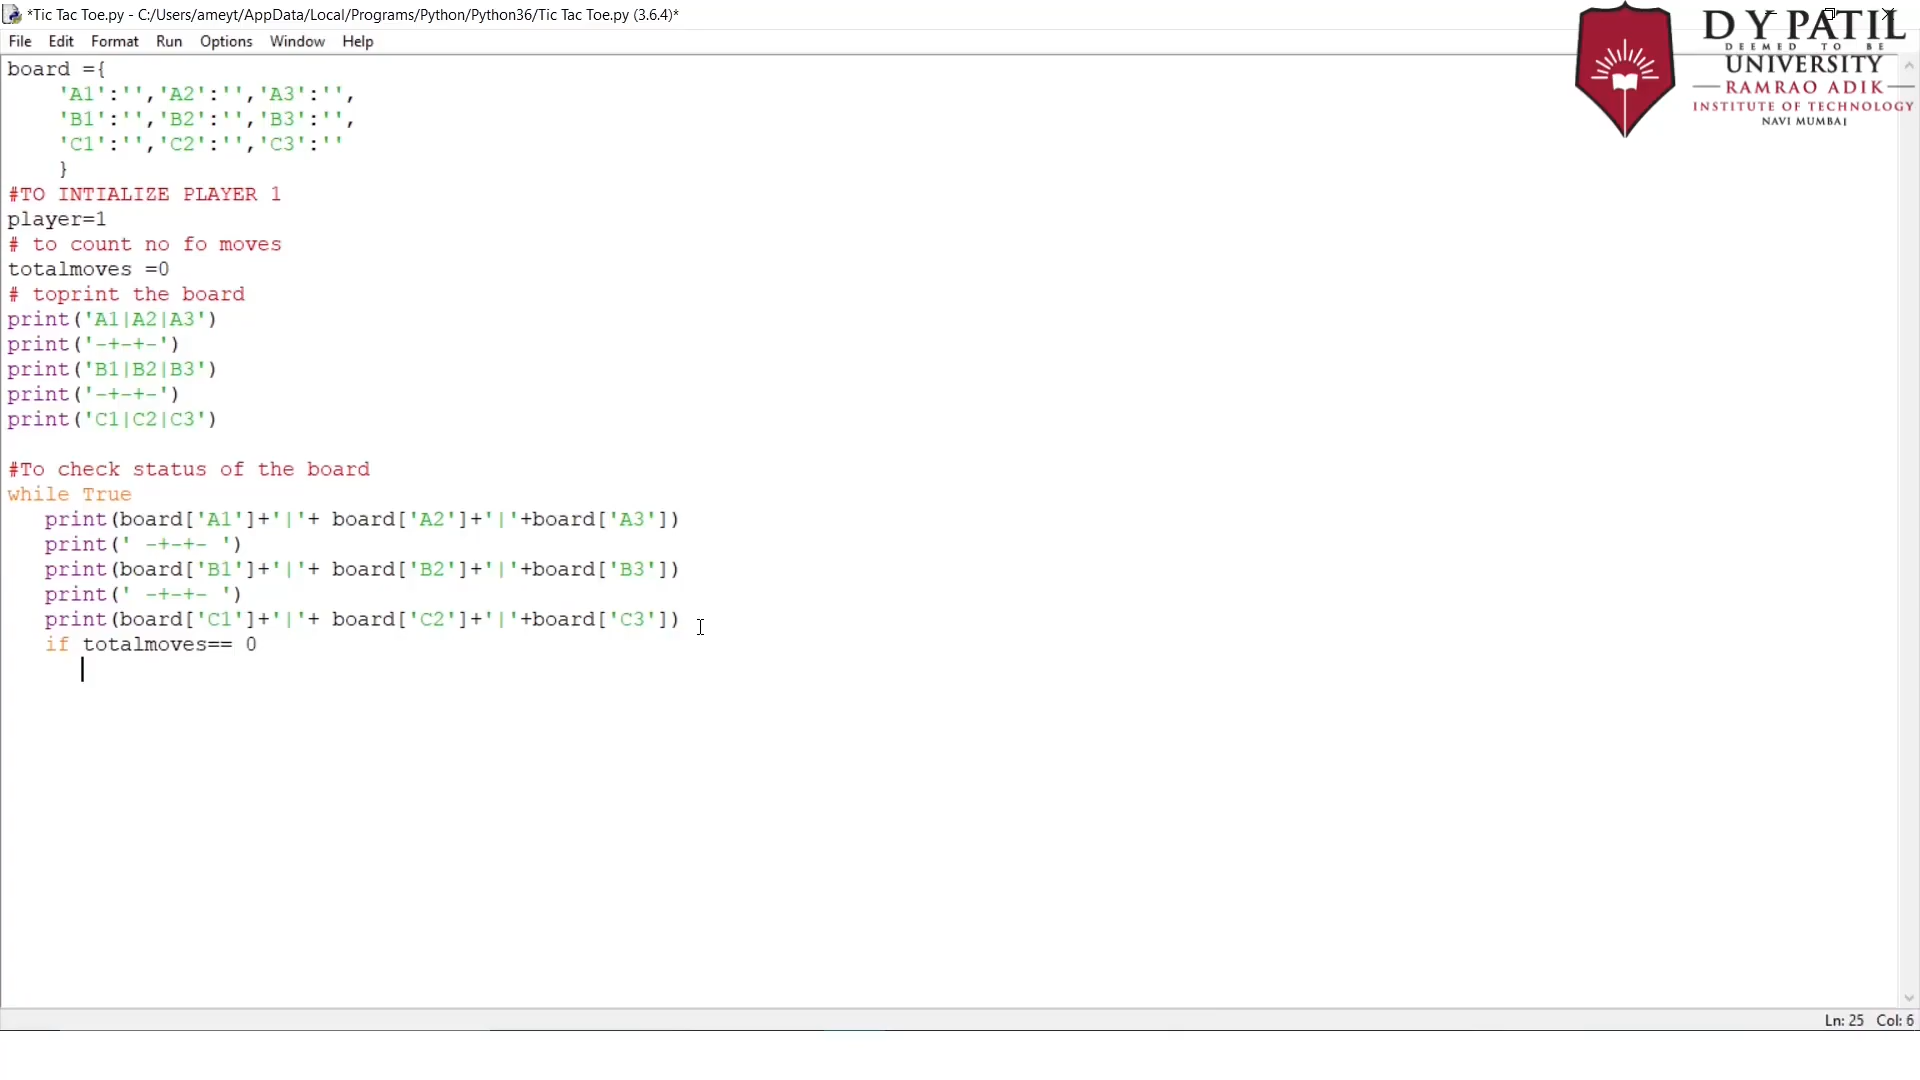 *Tic Tac Toe.py - C:/Users/ameyt/AppData/Local/Programs/Python/Python36/Tic Tac Toe.py (3.6.4)*
File Edit Format Run Options Window Help
D Y PATIL
DEEMED TO BE
UNIVERSITY
RAMRAO ADIK
INSTITUTE OF TECHNOLOGY
NAVI MUMBAI
board ={
'A1':'','A2':'','A3':'',
'B1':'','B2':'','B3':'',
'C1':'','C2':'','C3':''
}
#TO INTIALIZE PLAYER 1
player=1
# to count no fo moves
totalmoves =0
# toprint the board
print('A1|A2|A3')
print('-+-+-')
print('B1|B2|B3')
print('-+-+-')
print('C1|C2|C3')
#To check status of the board
while True
print(board['A1']+'|'+ board['A2']+'|'+board['A3'])
print(' -+-+- ')
print(board['B1']+'|'+ board['B2']+'|'+board['B3'])
print(' -+-+- ')
print(board['C1']+'|'+ board['C2']+'|'+board['C3'])
if totalmoves== 0
Ln: 25 Col: 6